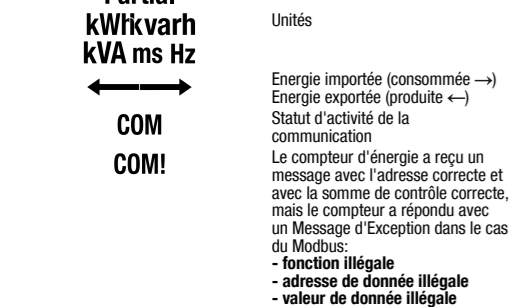 Partial
kWhkvarh Unités
kVA ms Hz
Energie importée (consommée →)
Energie exportée (produite ←)
COM Statut d'activité de la
communication
COM! Le compteur d'énergie a reçu un
message avec l'adresse correcte et
avec la somme de contrôle correcte,
mais le compteur a répondu avec
un Message d'Exception dans le cas
du Modbus:
- fonction illégale
- adresse de donnée illégale
- valeur de donnée illégale